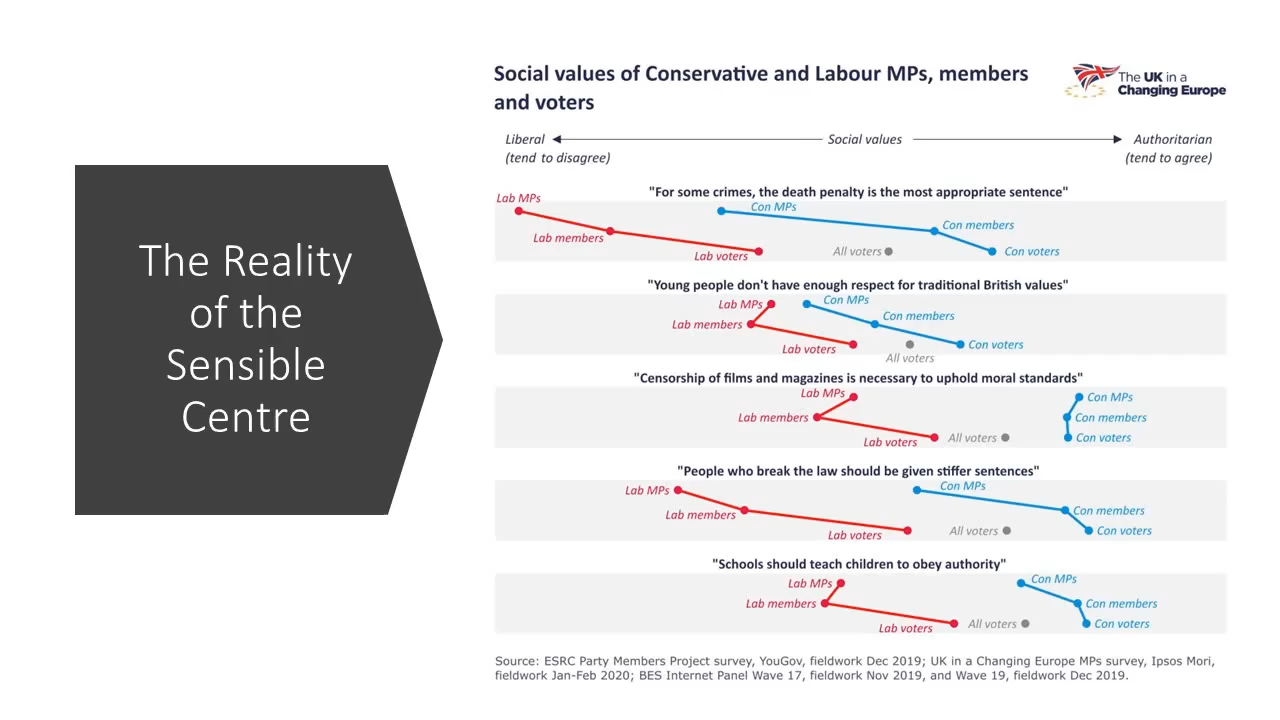 The Reality
of the
Sensible
Centre
Social values of Conservative and Labour MPs, members
and voters
The UK in a
Changing Europe
Liberal
(tend to disagree)
Social values
Authoritarian
(tend to agree)
"For some crimes, the death penalty is the most appropriate sentence"
Lab MPs
Con MPs
Lab members
Con members
Lab voters
All voters
Con voters
"Young people don't have enough respect for traditional British values"
Lab MPs
Con MPs
Lab members
Con members
Lab voters
All voters
Con voters
"Censorship of films and magazines is necessary to uphold moral standards"
Lab MPs
Con MPs
Lab members
Con members
Lab voters
All voters
Con voters
"People who break the law should be given stiffer sentences"
Lab MPs
Con MPs
Lab members
Con members
Lab voters
All voters
Con voters
"Schools should teach children to obey authority"
Lab MPs
Con MPs
Lab members
Con members
Lab voters
All voters
Con voters
Source: ESRC Party Members Project survey, YouGov, fieldwork Dec 2019; UK in a Changing Europe MPs survey, Ipsos Mori,
fieldwork Jan-Feb 2020; BES Internet Panel Wave 17, fieldwork Nov 2019, and Wave 19, fieldwork Dec 2019.